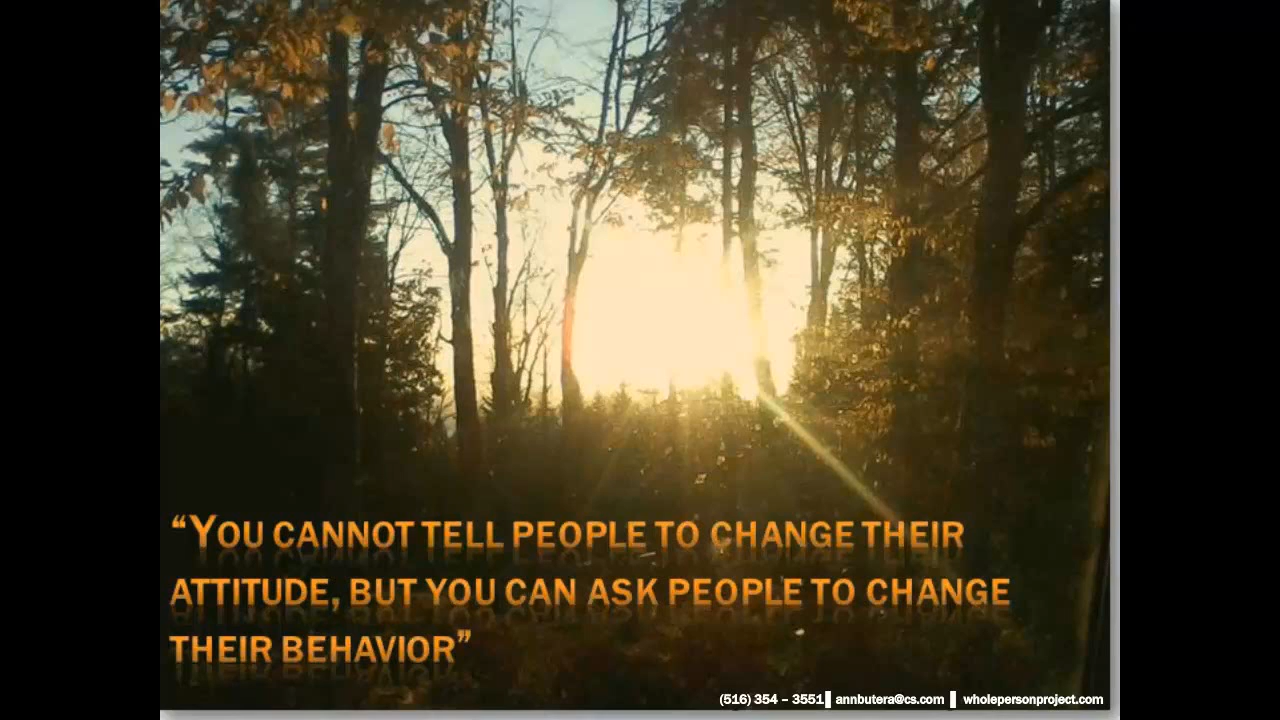 “YOU CANNOT TELL PEOPLE TO CHANGE THEIR
ATTITUDE, BUT YOU CAN ASK PEOPLE TO CHANGE
THEIR BEHAVIOR”
(516) 354 – 3551 | annbutera@cs.com | wholepersonproject.com